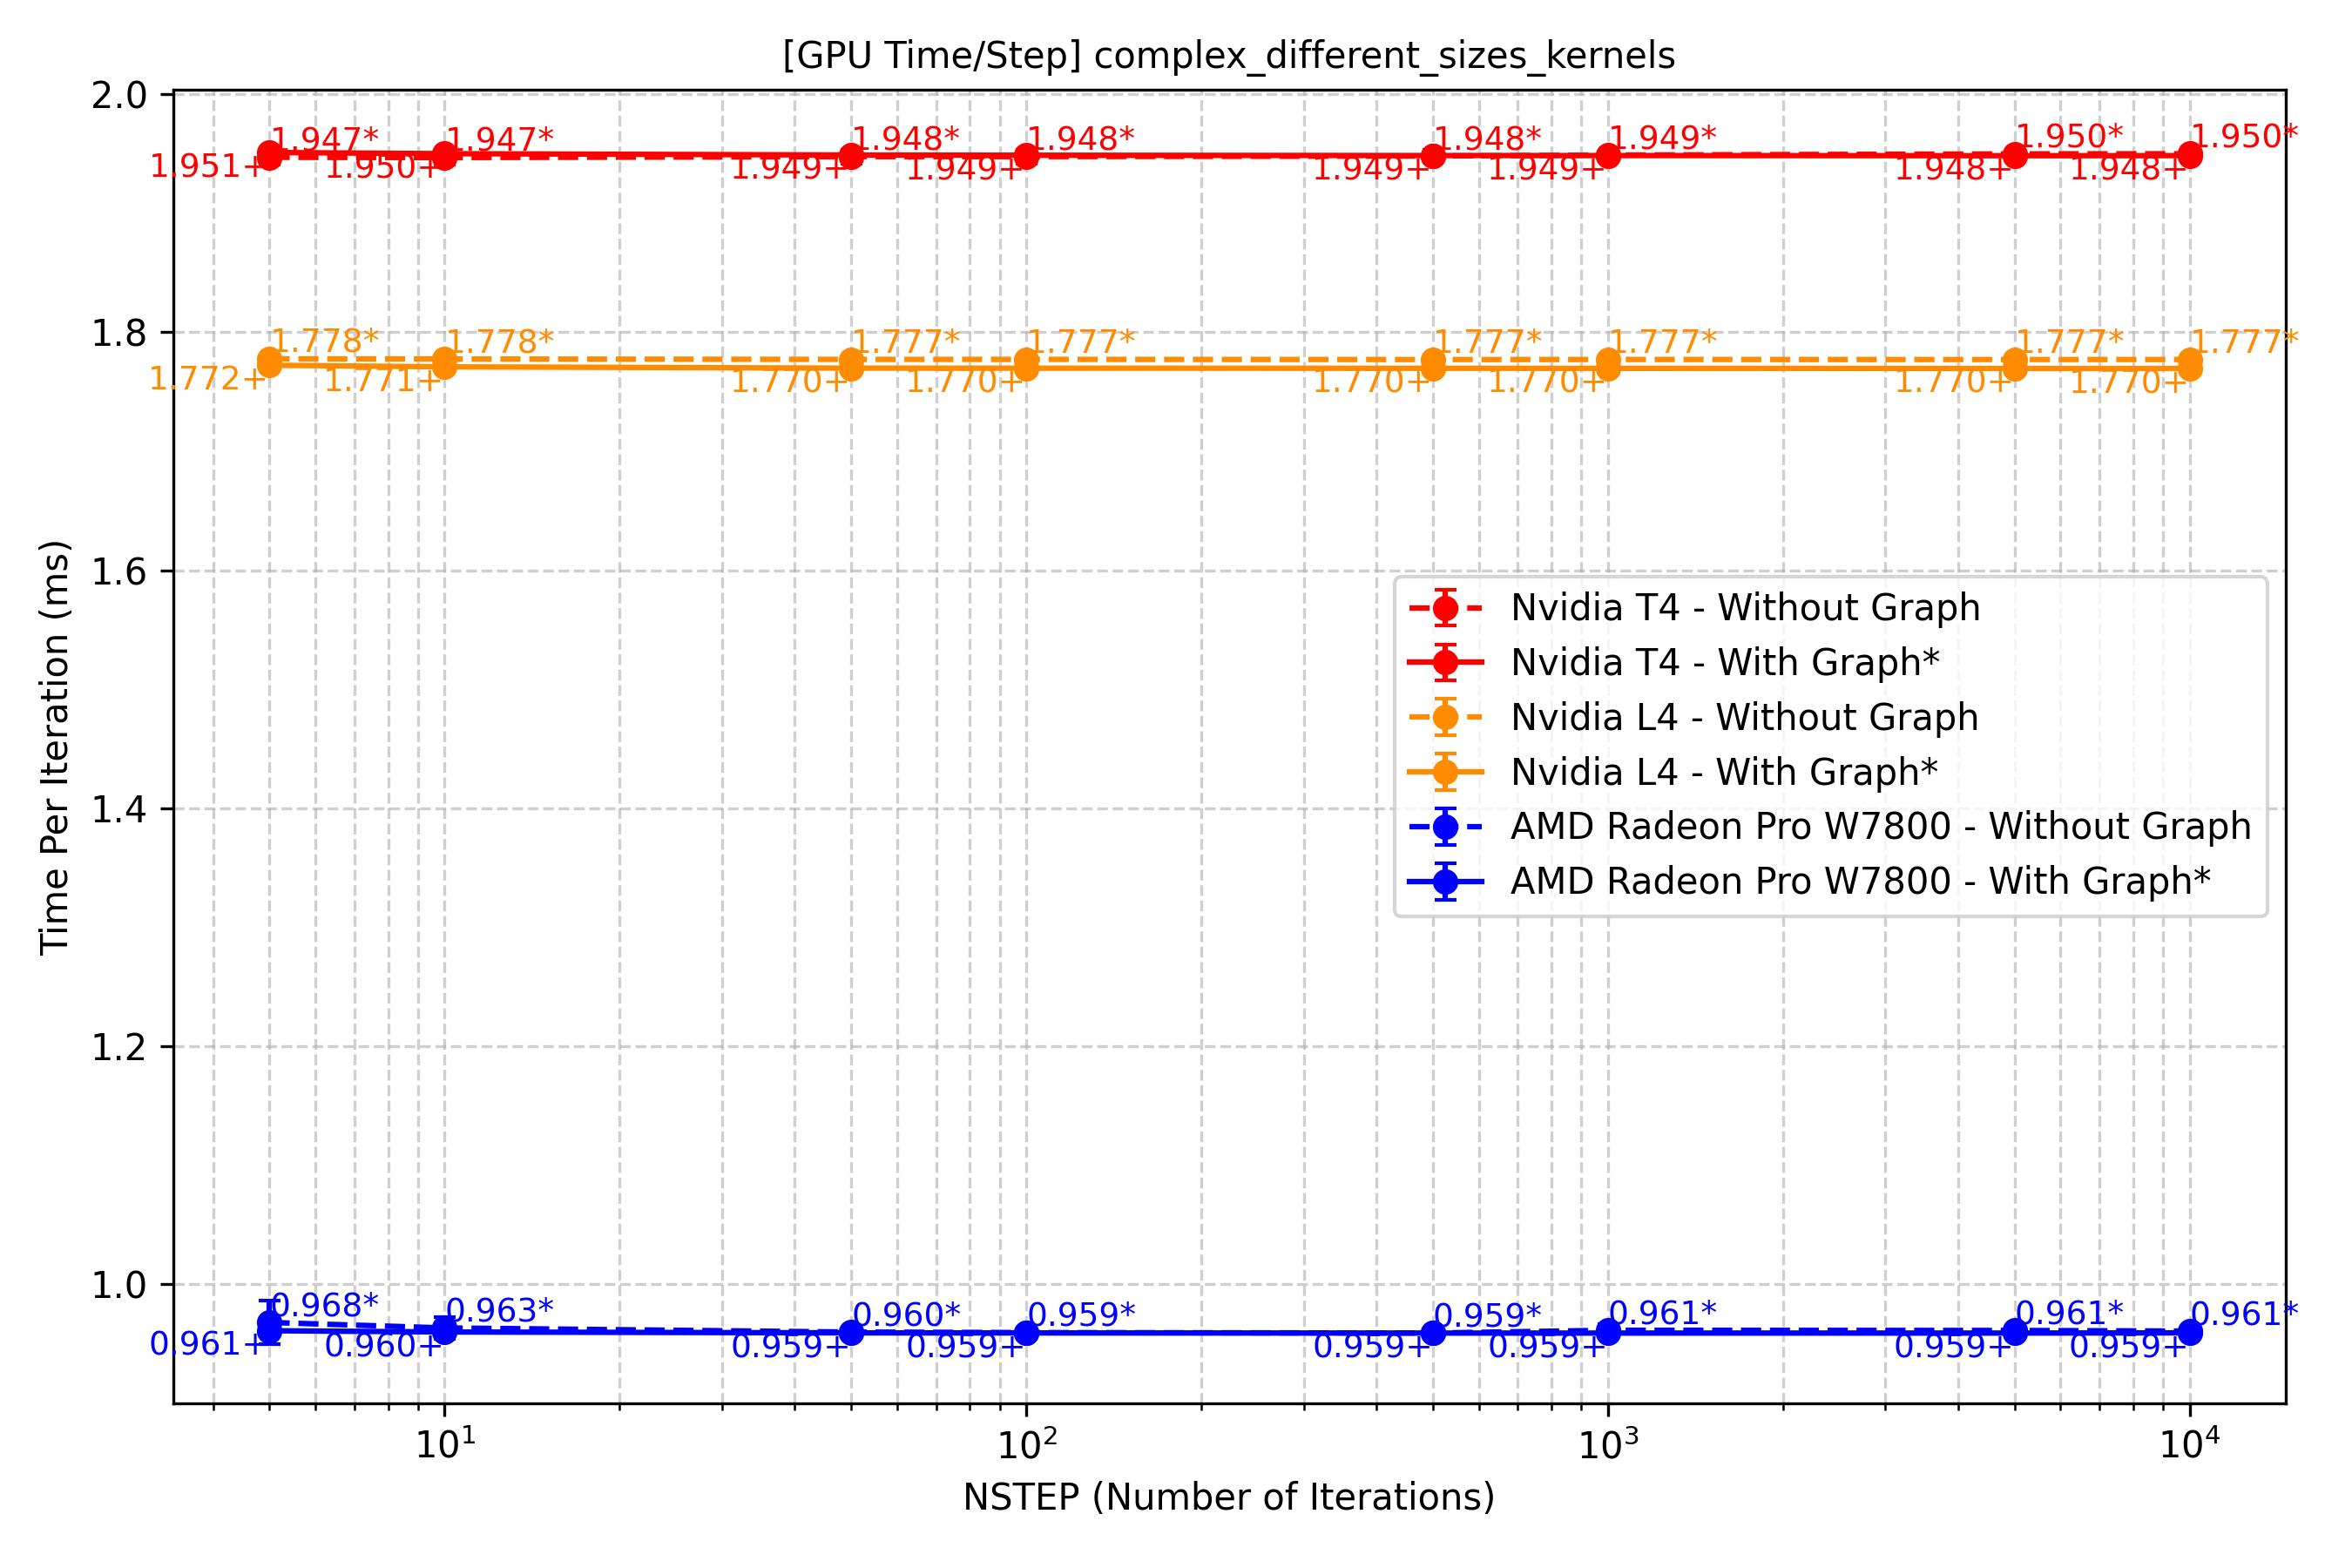 [GPU Time/Step] complex_different_sizes_kernels
2.0
1.947* 1.947* 1.948* 1.948* 1.948* 1.949* 1.950* 1.950*
1.951+ 1.950+ 1.949+ 1.949+ 1.949+ 1.949+ 1.948+ 1.948+
1.8
1.778* 1.778* 1.777* 1.777* 1.777* 1.777* 1.777* 1.777*
1.772+ 1.771+ 1.770+ 1.770+ 1.770+ 1.770+ 1.770+ 1.770+
1.6
Nvidia T4 - Without Graph
Nvidia T4 - With Graph*
Nvidia L4 - Without Graph
Nvidia L4 - With Graph*
AMD Radeon Pro W7800 - Without Graph
AMD Radeon Pro W7800 - With Graph*
Time Per Iteration (ms)
1.4
1.2
1.0
0.968* 0.963* 0.960* 0.959* 0.959* 0.961* 0.961* 0.961*
0.961+ 0.960+ 0.959+ 0.959+ 0.959+ 0.959+ 0.959+ 0.959+
10¹ 10² 10³ 10⁴
NSTEP (Number of Iterations)